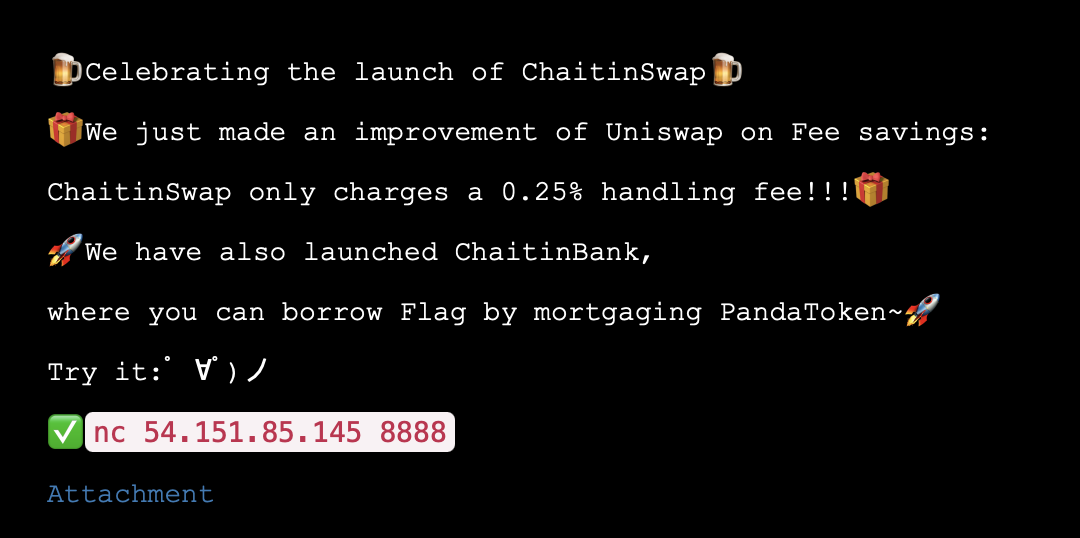 🍺Celebrating the launch of ChaitinSwap🍺
🎁We just made an improvement of Uniswap on Fee savings:
ChaitinSwap only charges a 0.25% handling fee!!!🎁
🚀We have also launched ChaitinBank,
where you can borrow Flag by mortgaging PandaToken~🚀
Try it:ﾟ ∀ﾟ)ノ
✅nc 54.151.85.145 8888
Attachment